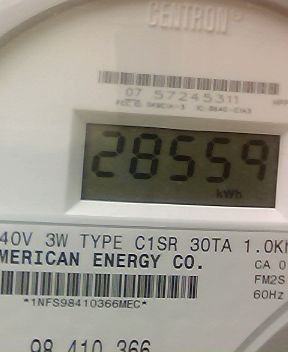 CENTRON®
07 57245311
28559
kWh
40V 3W TYPE C1SR 30TA 1.0K
MERICAN ENERGY CO.
CA 0
FM2S
60Hz
*1NFS98410366MEC*
98 410 366